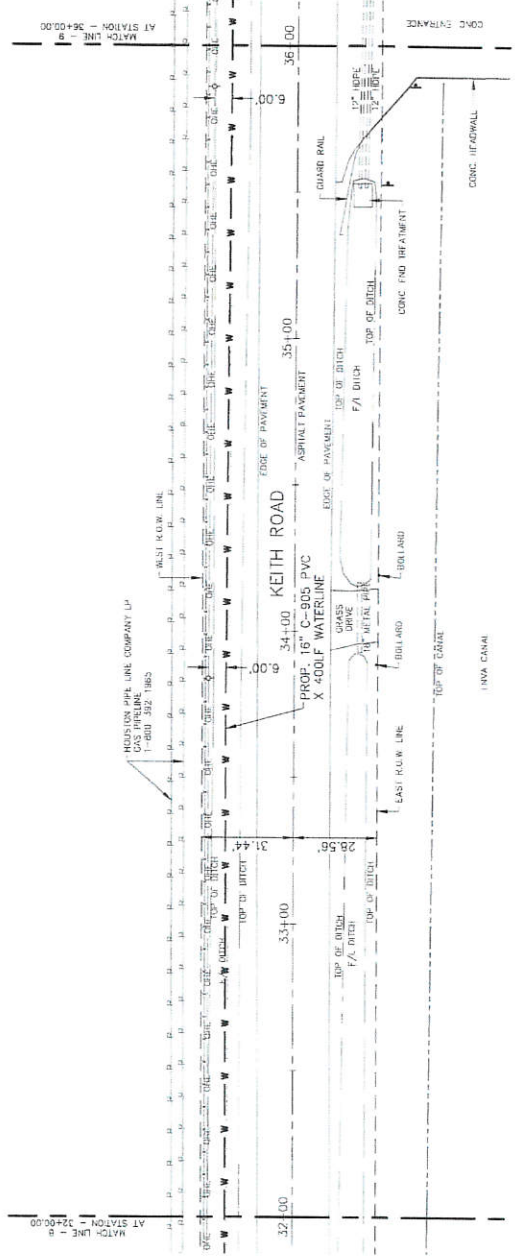 MATCH LINE - 8
AT STATION - 32+00.00
MATCH LINE - 9
AT STATION - 36+00.00
HOUSTON PIPE LINE COMPANY LP
GAS PIPELINE
1-800 392 1965
WEST R.O.W. LINE
OHE
W
6.00'
6.00'
TOP OF DITCH
F/L DITCH
TOP OF DITCH
31.44'
28.56'
EDGE OF PAVEMENT
KEITH ROAD
ASPHALT PAVEMENT
32+00
33+00
34+00
35+00
36+00
PROP. 16" C-905 PVC
X 400LF WATERLINE
EDGE OF PAVEMENT
TOP OF DITCH
F/L DITCH
TOP OF DITCH
GRASS
DRIVE
METAL PIPE
TOP OF DITCH
F/L DITCH
TOP OF DITCH
GUARD RAIL
12" HDPE
12" HDPE
CONC END TREATMENT
CONC. HEADWALL
CONC ENTRANCE
EAST R.O.W. LINE
BOLLARD
BOLLARD
TOP OF CANAL
LNVA CANAL